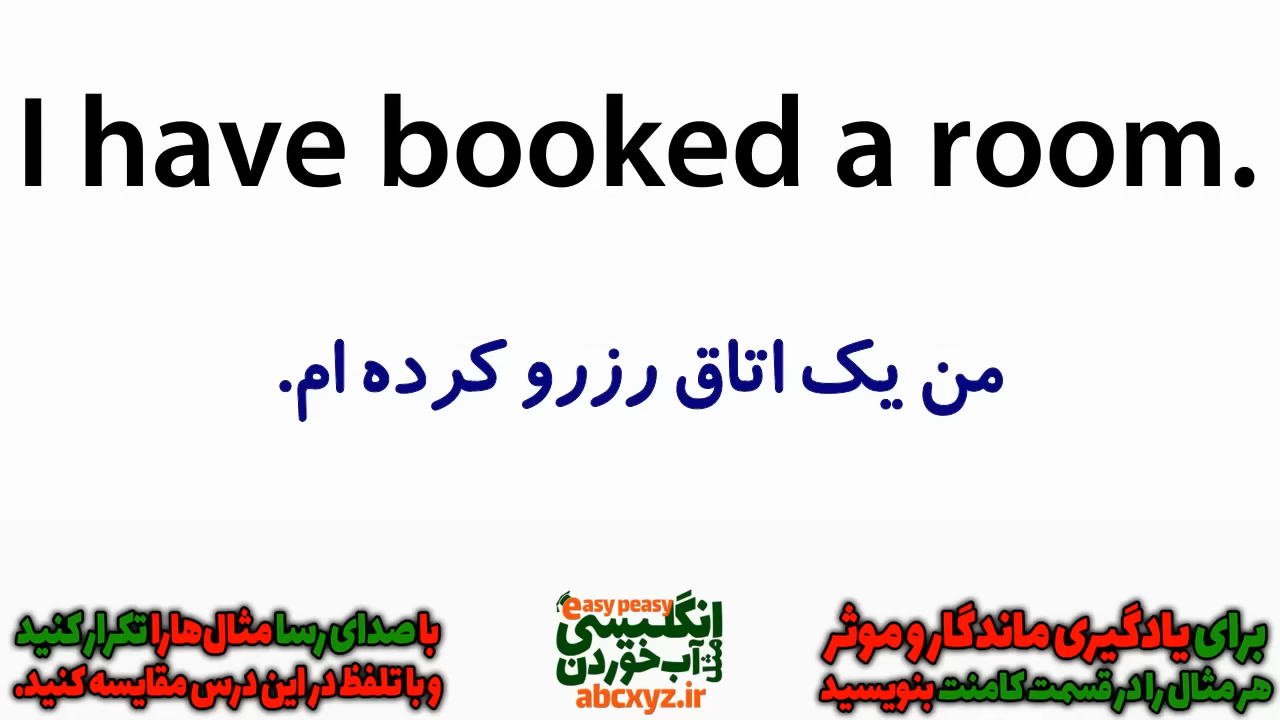 I have booked a room.
من یک اتاق رزرو کرده ام.
برای یادگیری ماندگار و موثر
هر مثال را در قسمت کامنت بنویسید
easy peasy
انگلیسی
مثل آب خوردن
abcxyz.ir
با صدای رسا مثال‌ها را تکرار کنید
و با تلفظ در این درس مقایسه کنید.